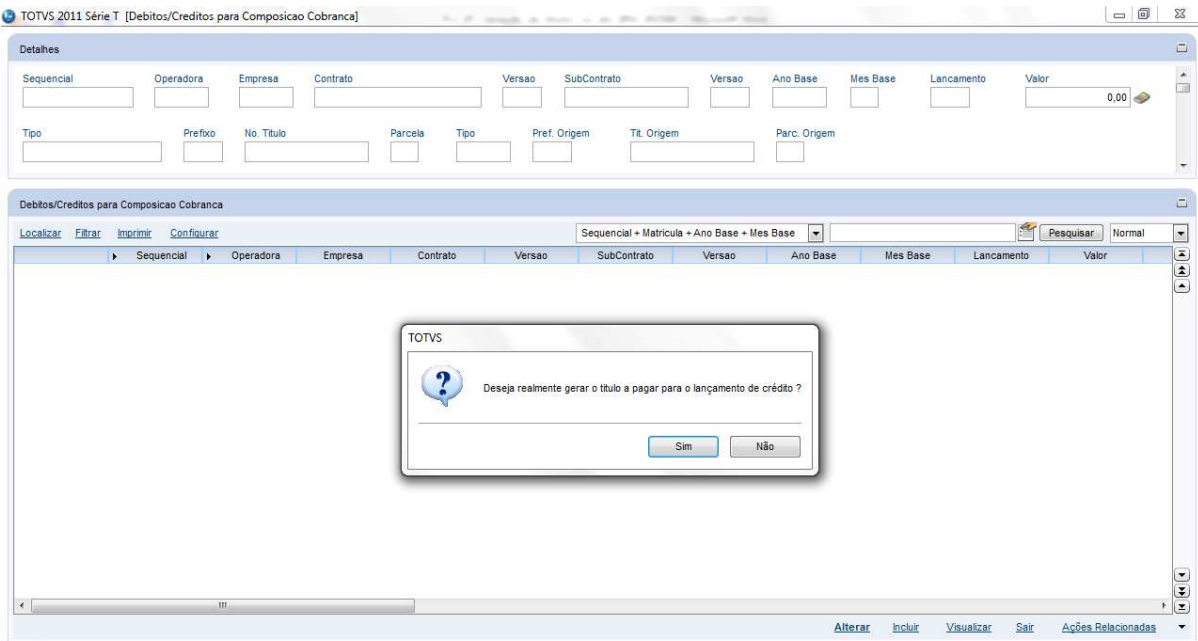 TOTVS 2011 Série T [Debitos/Creditos para Composicao Cobranca]
Detalhes
Sequencial Operadora Empresa Contrato Versao SubContrato Versao Ano Base Mes Base Lancamento Valor
0,00
Tipo Prefixo No. Titulo Parcela Tipo Pref. Origem Tit. Origem Parc. Origem
Debitos/Creditos para Composicao Cobranca
Localizar Filtrar Imprimir Configurar Sequencial + Matricula + Ano Base + Mes Base Pesquisar Normal
Sequencial Operadora Empresa Contrato Versao SubContrato Versao Ano Base Mes Base Lancamento Valor
TOTVS
Deseja realmente gerar o titulo a pagar para o lançamento de crédito ?
Sim Não
Alterar Incluir Visualizar Sair Ações Relacionadas